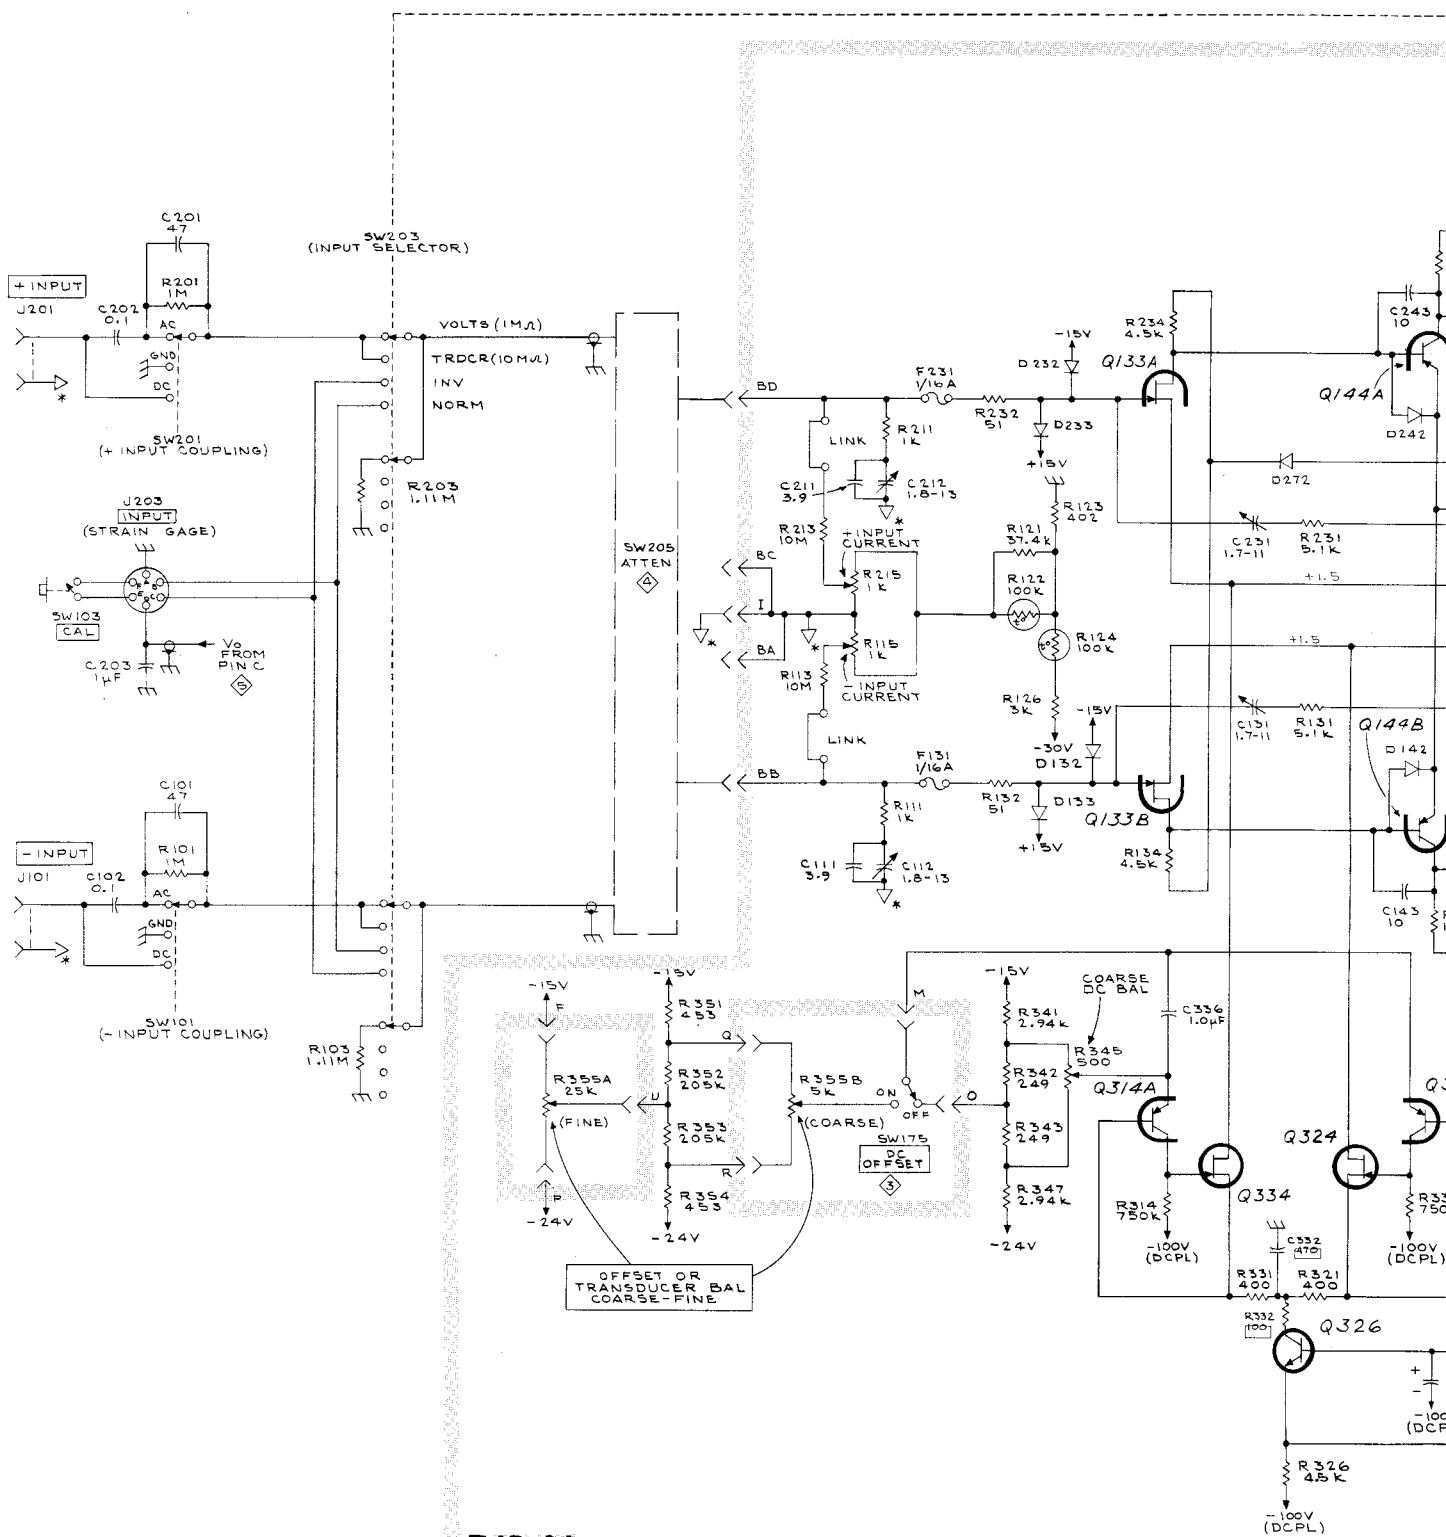 C201
47
SW203
(INPUT SELECTOR)
+ INPUT
J201
C202
0.1
R201
1M
AC
GND
DC
*
SW201
(+ INPUT COUPLING)
VOLTS (1MΩ)
TRDCR (10MΩ)
INV
NORM
R203
1.11M
J203
INPUT
(STRAIN GAGE)
A
B
C
D
E
F
SW103
CAL
C203
1µF
Vo
FROM
PIN C
5
SW205
ATTEN
4
BD
BC
I
BA
BB
*
*
LINK
R211
1K
C211
3.9
C212
1.8-13
*
F231
1/16A
R232
51
D232
-15V
D233
+15V
Q133A
R234
4.5K
C243
10
Q144A
D242
D272
R213
10M
+ INPUT
CURRENT
R215
1K
R115
1K
- INPUT
CURRENT
R113
10M
LINK
R121
37.4K
R123
402
R122
100K
t°
R124
100K
t°
R126
3K
-30V
C231
1.7-11
R231
5.1K
+1.5
+1.5
C131
1.7-11
R131
5.1K
Q144B
D142
-15V
D132
F131
1/16A
R132
51
D133
+15V
Q133B
R134
4.5K
C143
10
R111
1K
C111
3.9
C112
1.8-13
*
C101
47
- INPUT
J101
C102
0.1
R101
1M
AC
GND
DC
*
SW101
(- INPUT COUPLING)
R103
1.11M
-15V
F
R355A
25K
(FINE)
P
-24V
-15V
R351
453
R352
205K
U
R353
205K
R354
453
-24V
Q
R
R355B
5K
(COARSE)
M
ON
OFF
SW175
DC
OFFSET
3
O
-15V
R341
2.94K
R342
249
R343
249
R347
2.94K
-24V
COARSE
DC BAL
R345
500
C336
1.0µF
Q314A
R314
750K
-100V
(DCPL)
Q334
Q324
-100V
(DCPL)
C332
470
R331
400
R321
400
R332
100
Q326
+
-
R326
4.5K
-100V
(DCPL)
OFFSET OR
TRANSDUCER BAL
COARSE-FINE